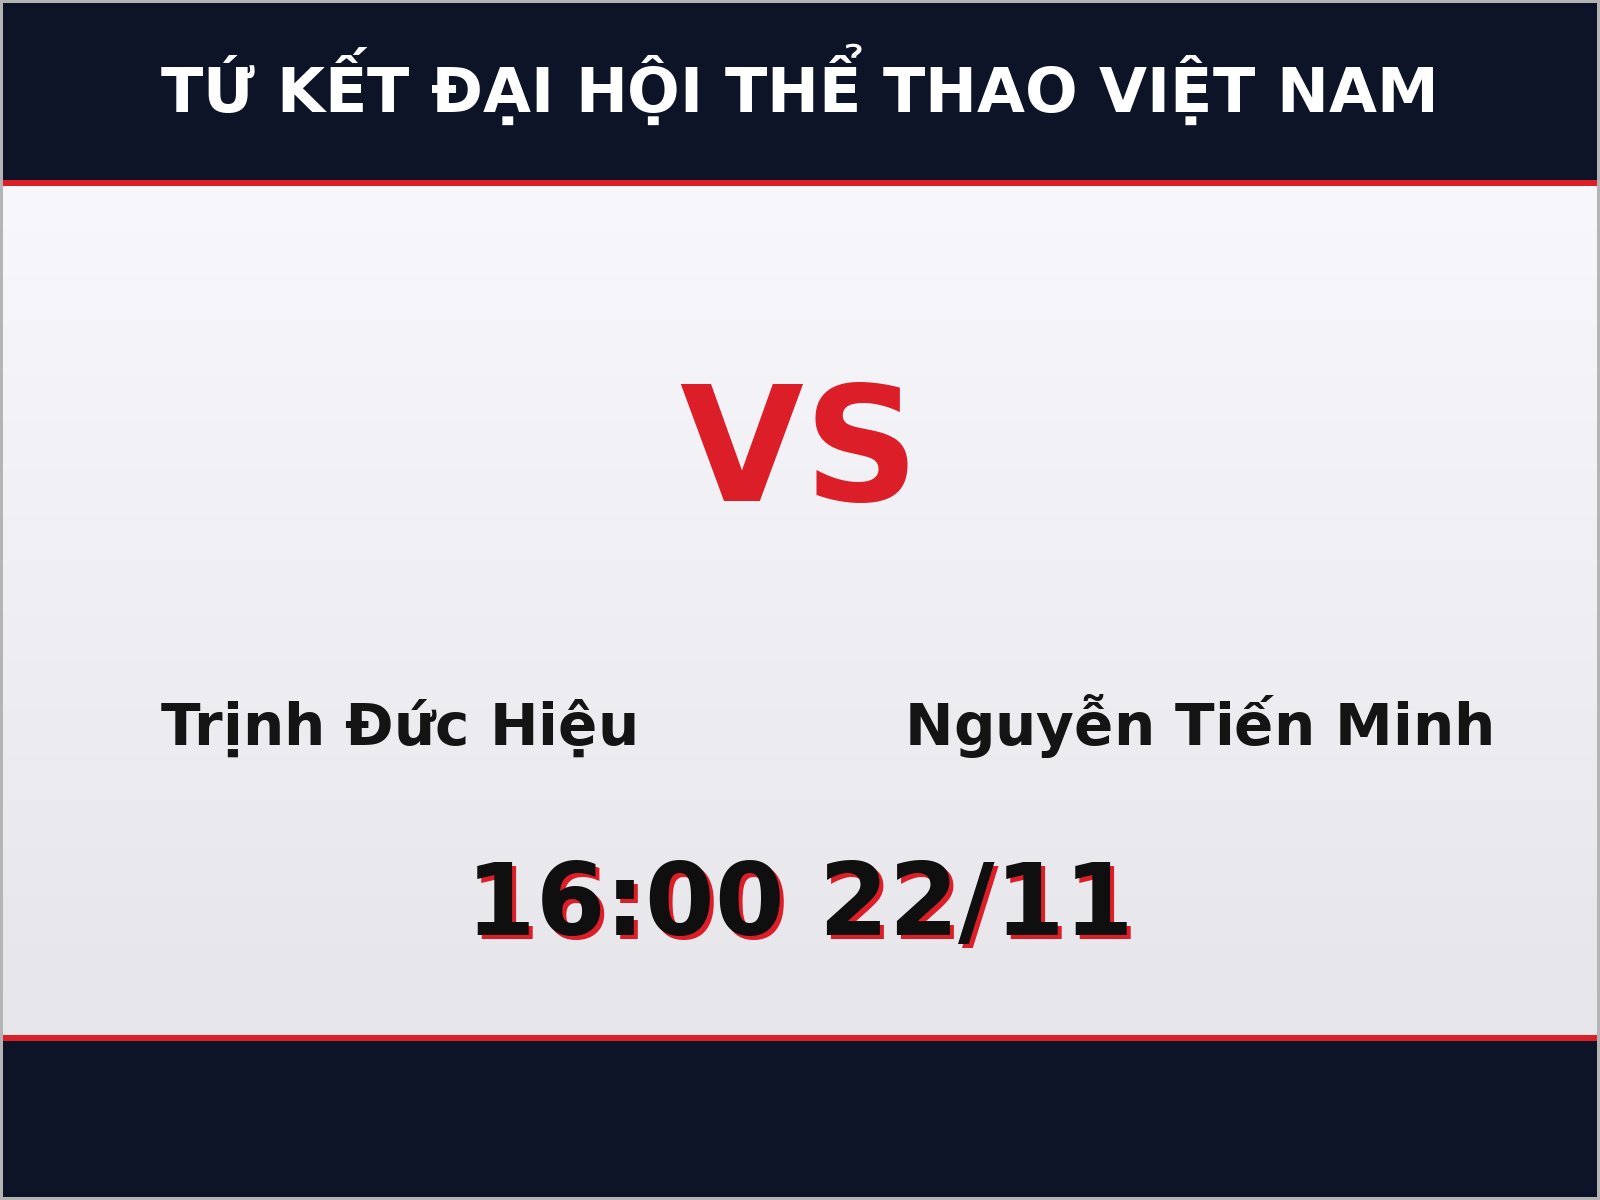 TỨ KẾT ĐẠI HỘI THỂ THAO VIỆT NAM
VS
Trịnh Đức Hiệu
Nguyễn Tiến Minh
16:00 22/11